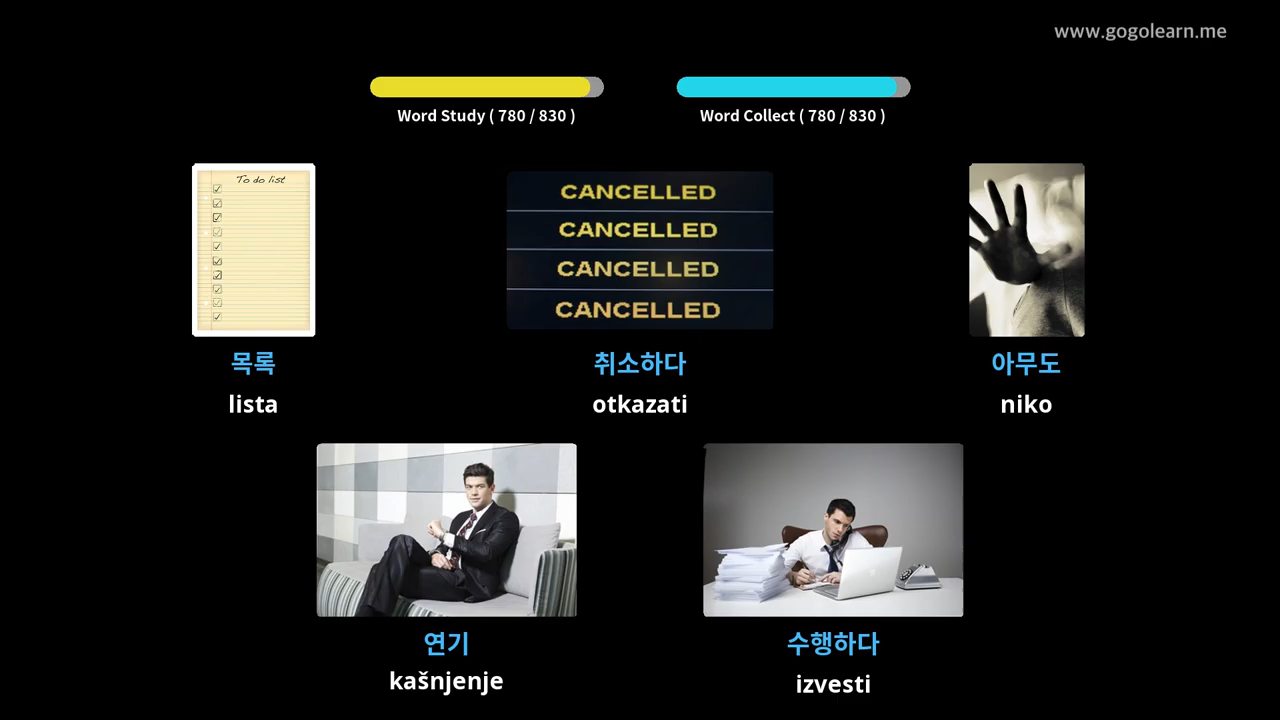 www.gogolearn.me
Word Study ( 780 / 830 )
Word Collect ( 780 / 830 )
To do list
CANCELLED
CANCELLED
CANCELLED
CANCELLED
목록
취소하다
아무도
lista
otkazati
niko
연기
수행하다
kašnjenje
izvesti